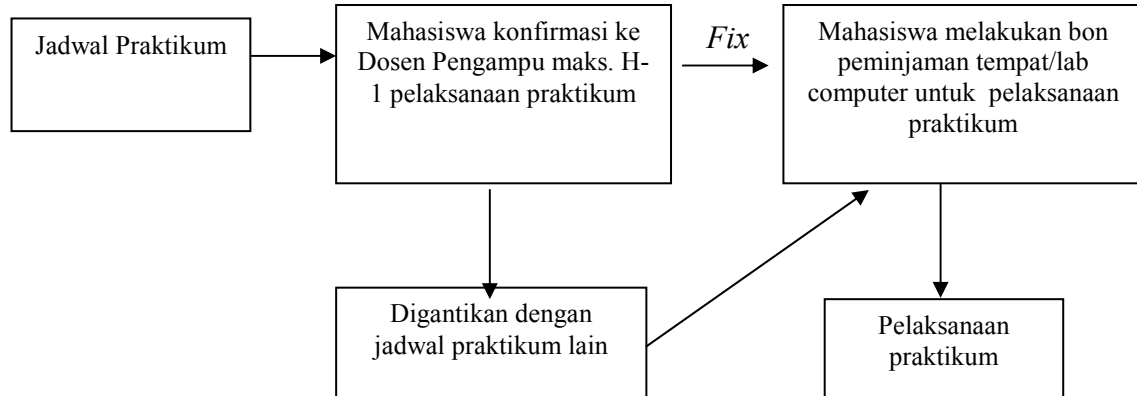 Jadwal Praktikum
Mahasiswa konfirmasi ke
Dosen Pengampu maks. H-
1 pelaksanaan praktikum
Fix
Mahasiswa melakukan bon
peminjaman tempat/lab
computer untuk pelaksanaan
praktikum
Digantikan dengan
jadwal praktikum lain
Pelaksanaan
praktikum